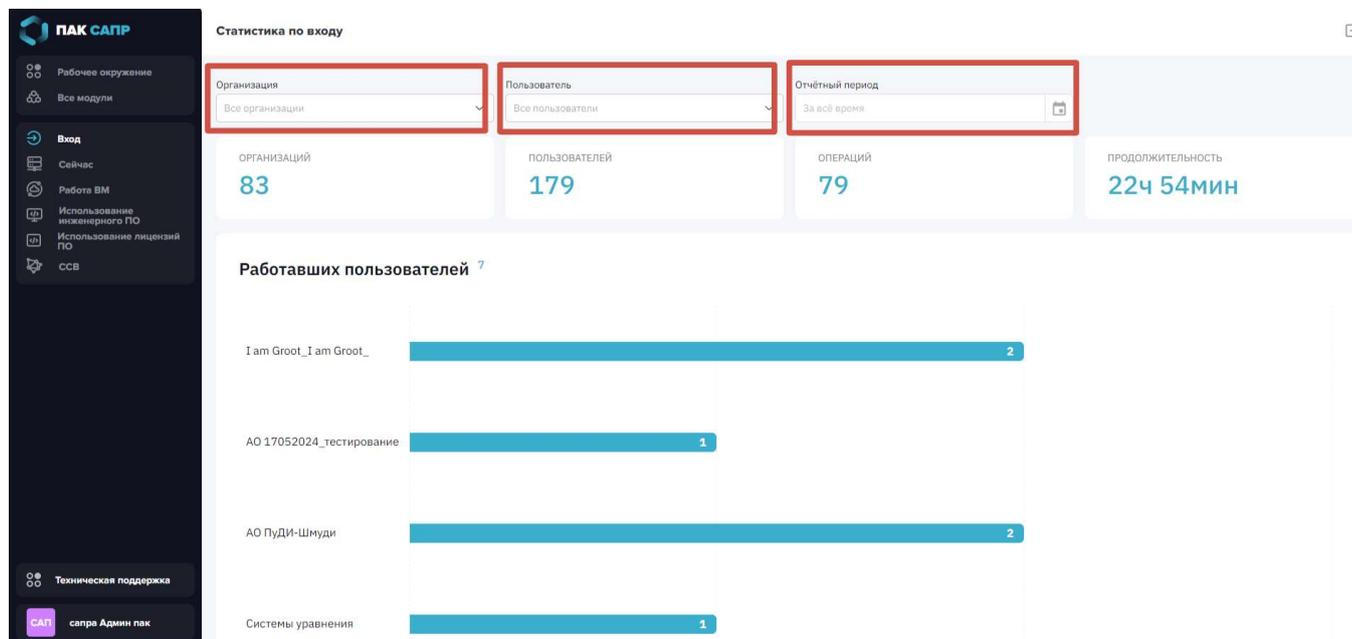 ПАК САПР
Рабочее окружение
Все модули
Вход
Сейчас
Работа ВМ
Использование
инженерного ПО
Использование лицензий
ПО
ССВ
Техническая поддержка
САП сапра Админ пак
Статистика по входу
Организация
Все организации
Пользователь
Все пользователи
Отчётный период
За всё время
ОРГАНИЗАЦИЙ
83
ПОЛЬЗОВАТЕЛЕЙ
179
ОПЕРАЦИЙ
79
ПРОДОЛЖИТЕЛЬНОСТЬ
22ч 54мин
Работавших пользователей 7
I am Groot_I am Groot_ 2
АО 17052024_тестирование 1
АО ПуДИ-Шмуди 2
Системы уравнения 1